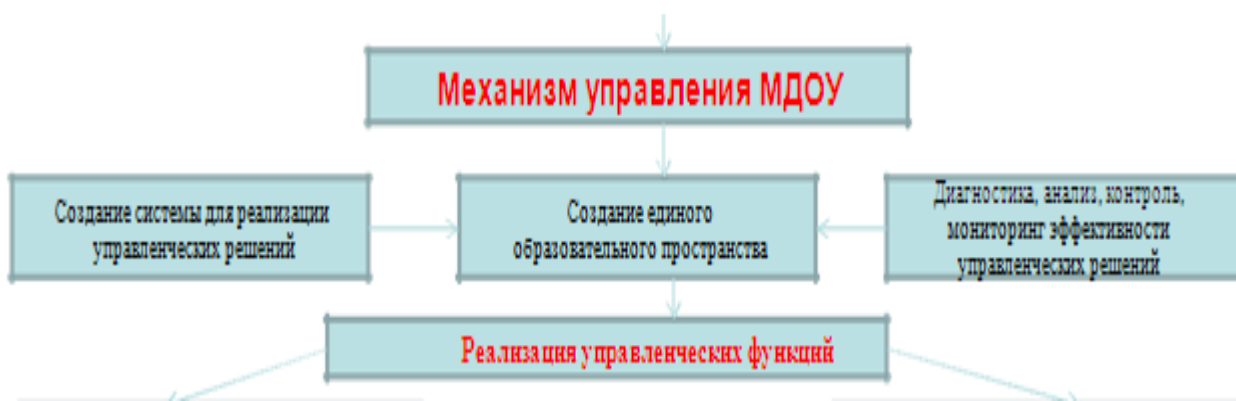 Механизм управления МДОУ
Создание системы для реализации
управленческих решений
Создание единого
образовательного пространства
Диагностика, анализ, контроль,
мониторинг эффективности
управленческих решений
Реализация управленческих функций